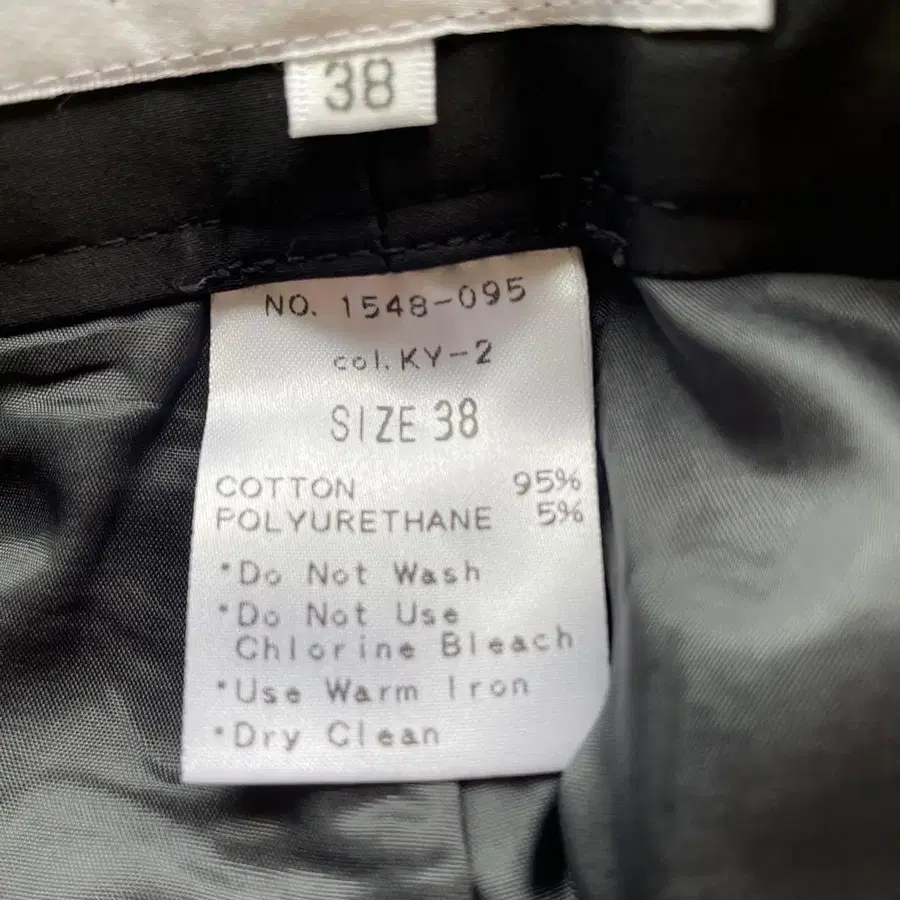 38
NO. 1548-095
col. KY-2
SIZE 38
COTTON 95%
POLYURETHANE 5%
•Do Not Wash
•Do Not Use
Chlorine Bleach
•Use Warm Iron
•Dry Clean